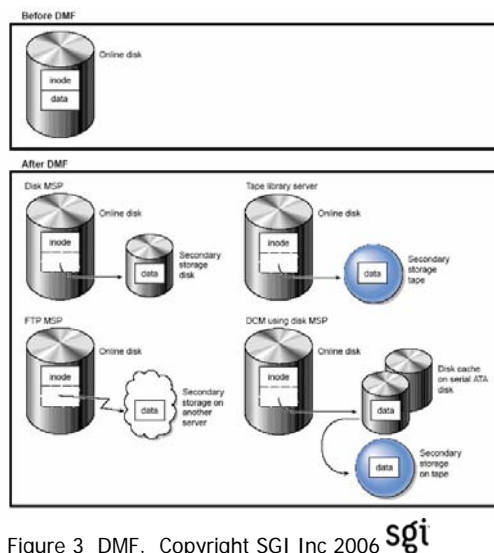 Before DMF
Online disk
inode
data
After DMF
Disk MSP
Online disk
inode
data
Secondary
storage
disk
Tape library server
Online disk
inode
data
Secondary
storage
tape
FTP MSP
Online disk
inode
data
Secondary
storage on
another
server
DCM using disk MSP
Online disk
inode
data
Disk cache
on serial ATA
disk
data
Secondary
storage
on tape
Figure 3 DMF. Copyright SGI Inc 2006 sgi